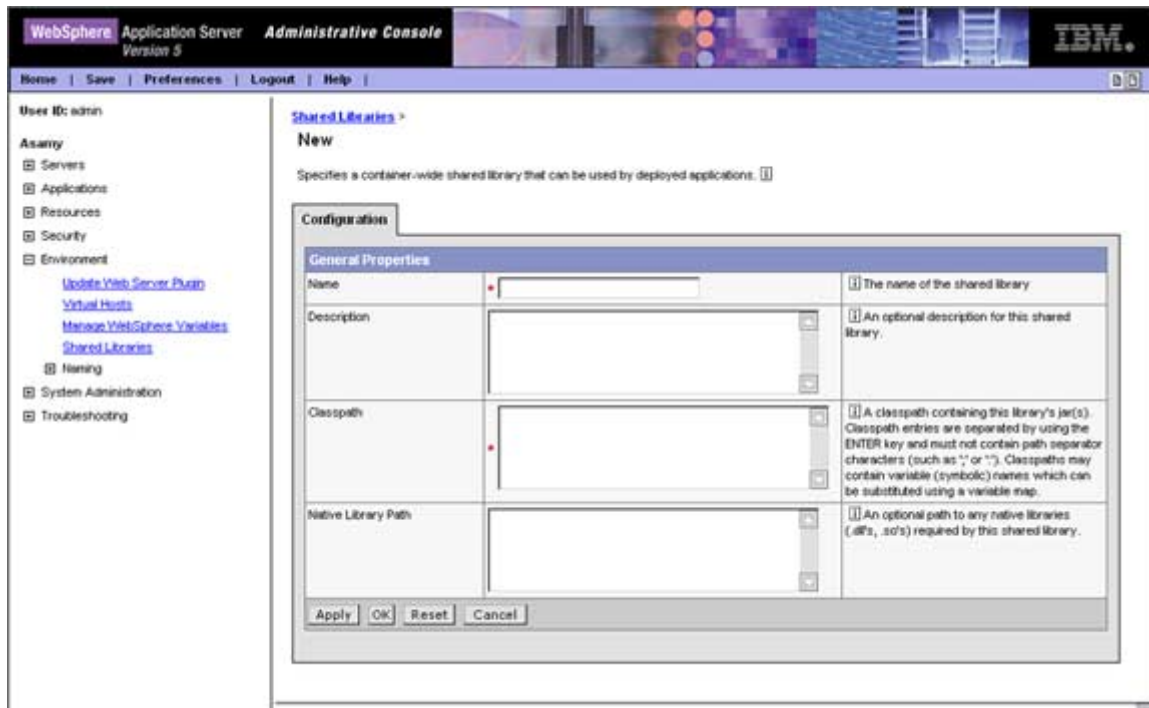 WebSphere Application Server Administrative Console
Version 5
IBM.
Home | Save | Preferences | Logout | Help |
User ID: admin
Asamy
Servers
Applications
Resources
Security
Environment
Update Web Server Plugin
Virtual Hosts
Manage WebSphere Variables
Shared Libraries
Naming
System Administration
Troubleshooting
Shared Libraries >
New
Specifies a container-wide shared library that can be used by deployed applications.
Configuration
General Properties
Name
* 
The name of the shared library
Description
An optional description for this shared
library.
Classpath
*
A classpath containing this library's jar(s).
Classpath entries are separated by using the
ENTER key and must not contain path separator
characters (such as ';' or ':'). Classpaths may
contain variable (symbolic) names which can
be substituted using a variable map.
Native Library Path
An optional path to any native libraries
(.dll's, .so's) required by this shared library.
Apply OK Reset Cancel